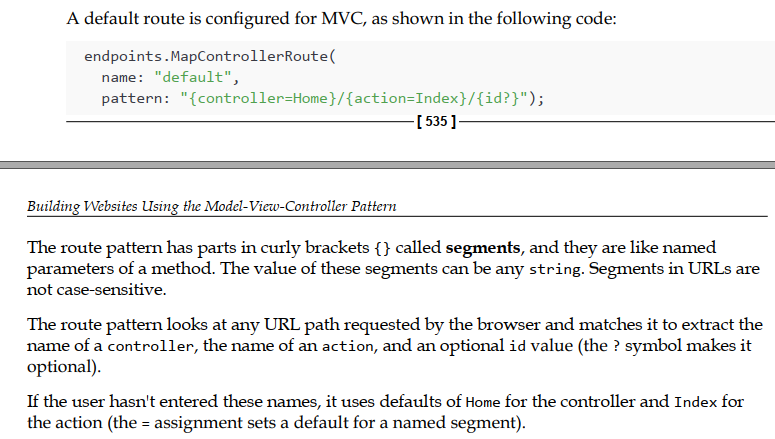 A default route is configured for MVC, as shown in the following code:
endpoints.MapControllerRoute(
name: "default",
pattern: "{controller=Home}/{action=Index}/{id?}");
[ 535 ]
Building Websites Using the Model-View-Controller Pattern
The route pattern has parts in curly brackets {} called segments, and they are like named
parameters of a method. The value of these segments can be any string. Segments in URLs are
not case-sensitive.
The route pattern looks at any URL path requested by the browser and matches it to extract the
name of a controller, the name of an action, and an optional id value (the ? symbol makes it
optional).
If the user hasn't entered these names, it uses defaults of Home for the controller and Index for
the action (the = assignment sets a default for a named segment).